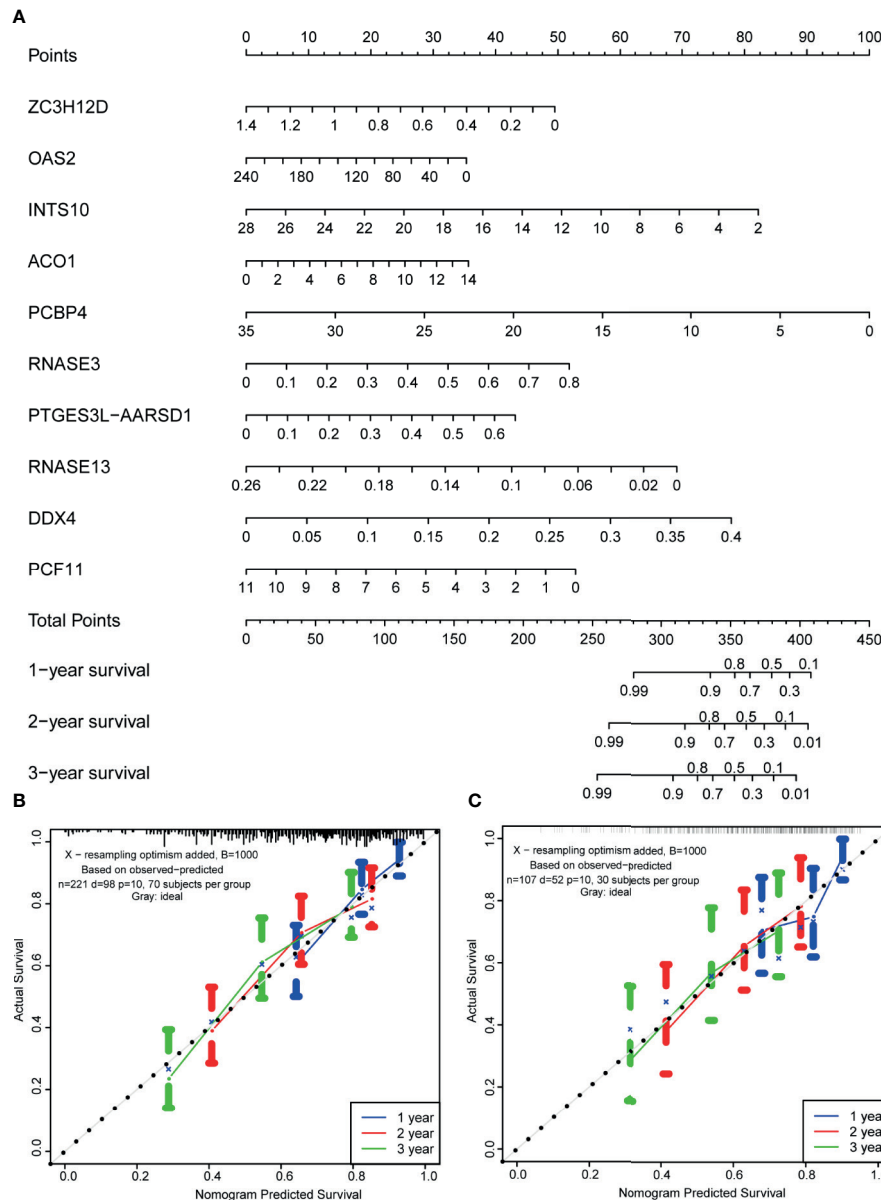 A
Points
0 10 20 30 40 50 60 70 80 90 100
ZC3H12D
1.4 1.2 1 0.8 0.6 0.4 0.2 0
OAS2
240 180 120 80 40 0
INTS10
28 26 24 22 20 18 16 14 12 10 8 6 4 2
ACO1
0 2 4 6 8 10 12 14
PCBP4
35 30 25 20 15 10 5 0
RNASE3
0 0.1 0.2 0.3 0.4 0.5 0.6 0.7 0.8
PTGES3L−AARSD1
0 0.1 0.2 0.3 0.4 0.5 0.6
RNASE13
0.26 0.22 0.18 0.14 0.1 0.06 0.02 0
DDX4
0 0.05 0.1 0.15 0.2 0.25 0.3 0.35 0.4
PCF11
11 10 9 8 7 6 5 4 3 2 1 0
Total Points
0 50 100 150 200 250 300 350 400 450
1−year survival
0.8 0.5 0.1
0.99 0.9 0.7 0.3
2−year survival
0.8 0.5 0.1
0.99 0.9 0.7 0.3 0.01
3−year survival
0.8 0.5 0.1
0.99 0.9 0.7 0.3 0.01
B
X − resampling optimism added, B=1000
Based on observed−predicted
n=221 d=98 p=10, 70 subjects per group
Gray: ideal
Actual Survival
1.0
0.8
0.6
0.4
0.2
0.0
1 year
2 year
3 year
0.0 0.2 0.4 0.6 0.8 1.0
Nomogram Predicted Survival
C
X − resampling optimism added, B=1000
Based on observed−predicted
n=107 d=52 p=10, 30 subjects per group
Gray: ideal
Actual Survival
1.0
0.8
0.6
0.4
0.2
0.0
1 yea
2 yea
3 yea
0.0 0.2 0.4 0.6 0.8 1.
Nomogram Predicted Survival